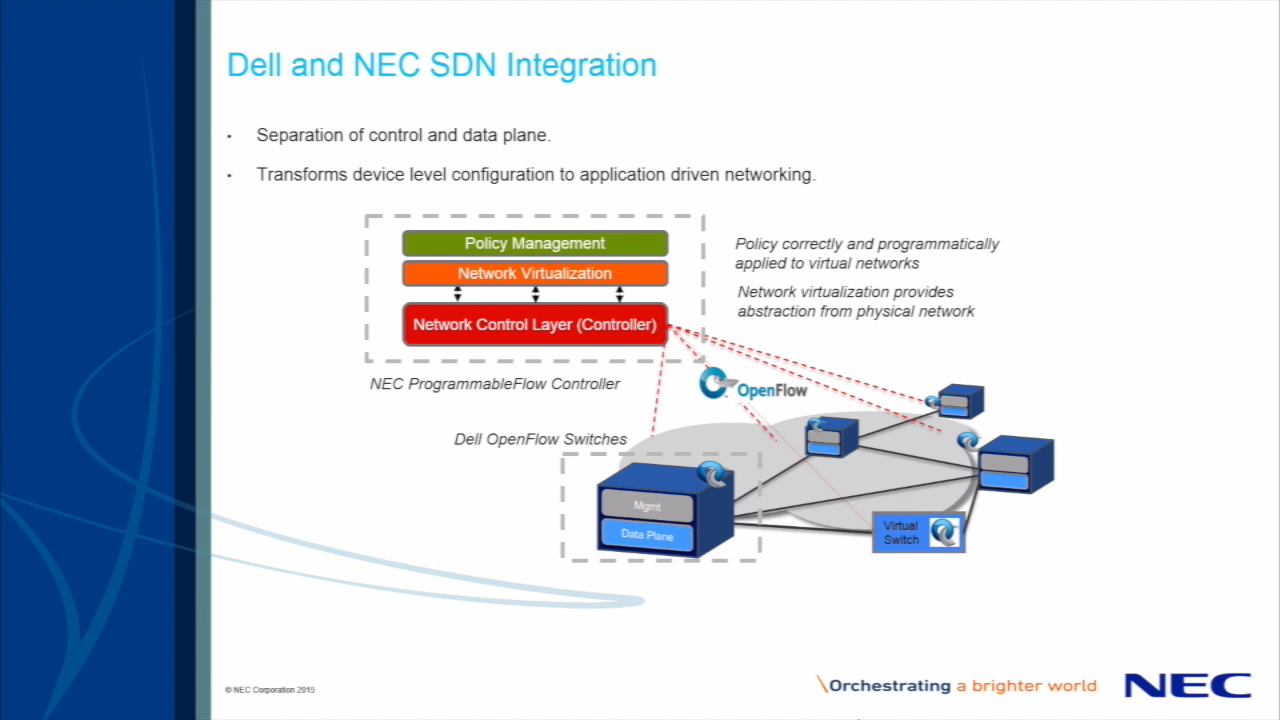 Dell and NEC SDN Integration
• Separation of control and data plane.
• Transforms device level configuration to application driven networking.
Policy Management
Network Virtualization
Network Control Layer (Controller)
Policy correctly and programmatically
applied to virtual networks
Network virtualization provides
abstraction from physical network
NEC ProgrammableFlow Controller
OpenFlow
Dell OpenFlow Switches
Mgmt
Data Plane
Virtual
Switch
© NEC Corporation 2015
\Orchestrating a brighter world
NEC